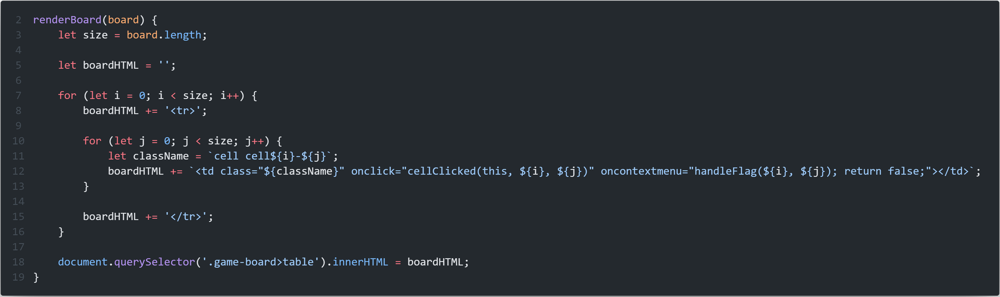 2 renderBoard(board) {
3     let size = board.length;
4
5     let boardHTML = '';
6
7     for (let i = 0; i < size; i++) {
8         boardHTML += '<tr>';
9
10         for (let j = 0; j < size; j++) {
11             let className = `cell cell${i}-${j}`;
12             boardHTML += `<td class="${className}" onclick="cellClicked(this, ${i}, ${j})" oncontextmenu="handleFlag(${i}, ${j}); return false;"></td>`;
13         }
14
15         boardHTML += '</tr>';
16     }
17
18     document.querySelector('.game-board>table').innerHTML = boardHTML;
19 }